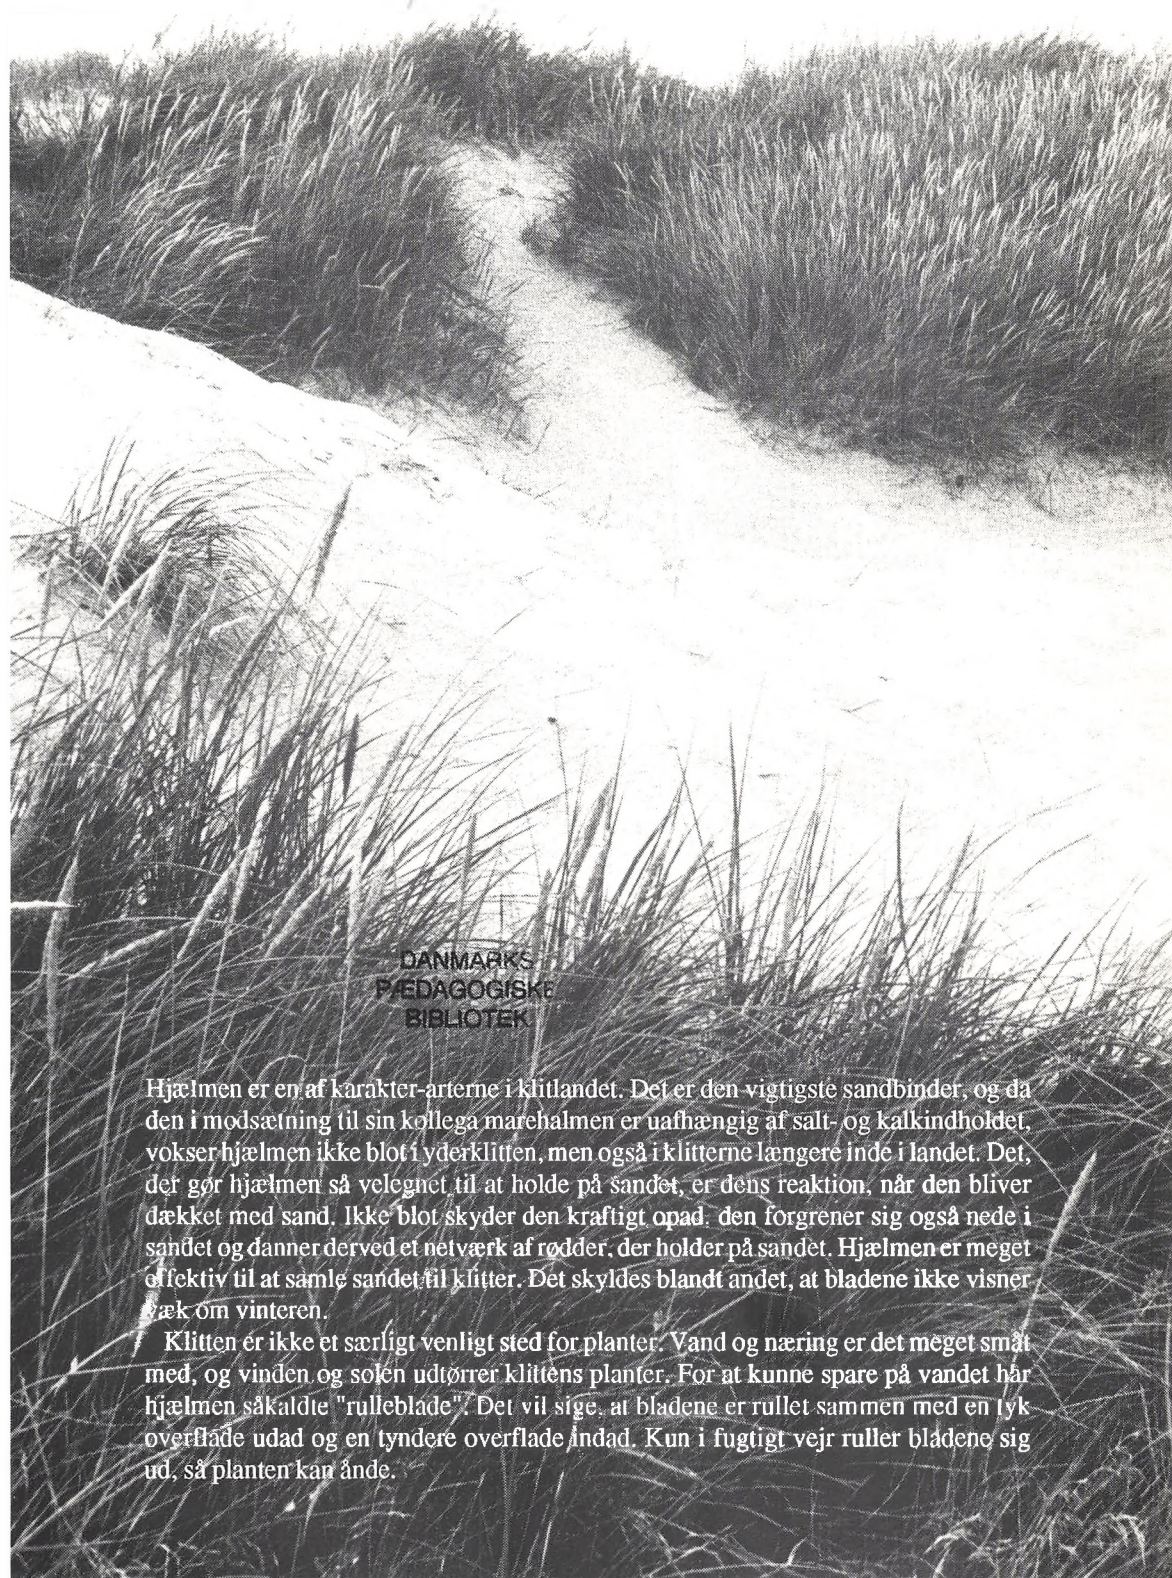 DANMARKS
PÆDAGOGISKE
BIBLIOTEK
Hjælmen er en af karakter-arterne i klitlandet. Det er den vigtigste sandbinder, og da
den i modsætning til sin kollega marehalmen er uafhængig af salt- og kalkindholdet,
vokser hjælmen ikke blot i yderklitten, men også i klitterne længere inde i landet. Det,
der gør hjælmen så velegnet til at holde på sandet, er dens reaktion, når den bliver
dækket med sand. Ikke blot skyder den kraftigt opad, den forgrener sig også nede i
sandet og danner derved et netværk af rødder, der holder på sandet. Hjælmen er meget
effektiv til at samle sandet til klitter. Det skyldes blandt andet, at bladene ikke visner
væk om vinteren.
Klitten er ikke et særligt venligt sted for planter. Vand og næring er det meget småt
med, og vinden og solen udtørrer klittens planter. For at kunne spare på vandet har
hjælmen såkaldte "rulleblade". Det vil sige, at bladene er rullet sammen med en tyk
overflade udad og en tyndere overflade indad. Kun i fugtigt vejr ruller bladene sig
ud, så planten kan ånde.